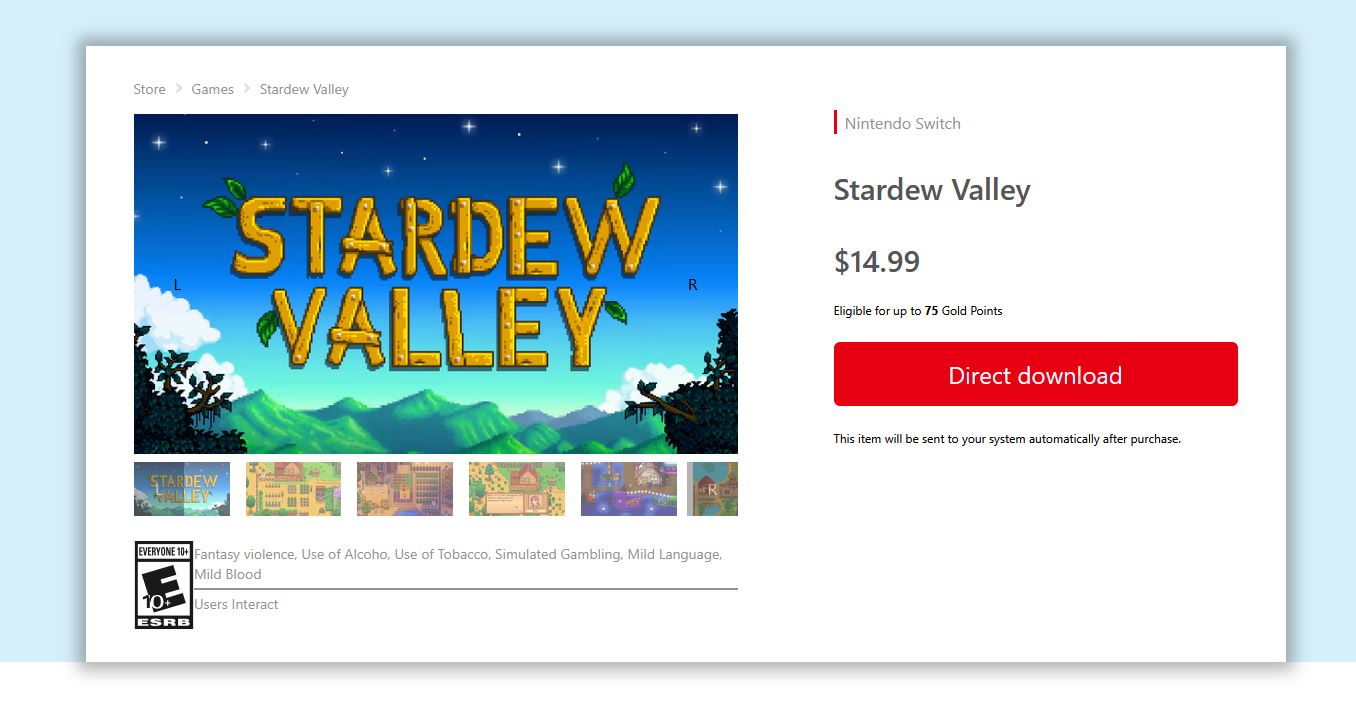 Store > Games > Stardew Valley
Nintendo Switch
STARDEW
VALLEY
L
R
Stardew Valley
$14.99
Eligible for up to 75 Gold Points
Direct download
This item will be sent to your system automatically after purchase.
STARDEW
VALLEY
L
R
EVERYONE 10+
E
10+
ESRB
Fantasy violence, Use of Alcoho, Use of Tobacco, Simulated Gambling, Mild Language,
Mild Blood
Users Interact